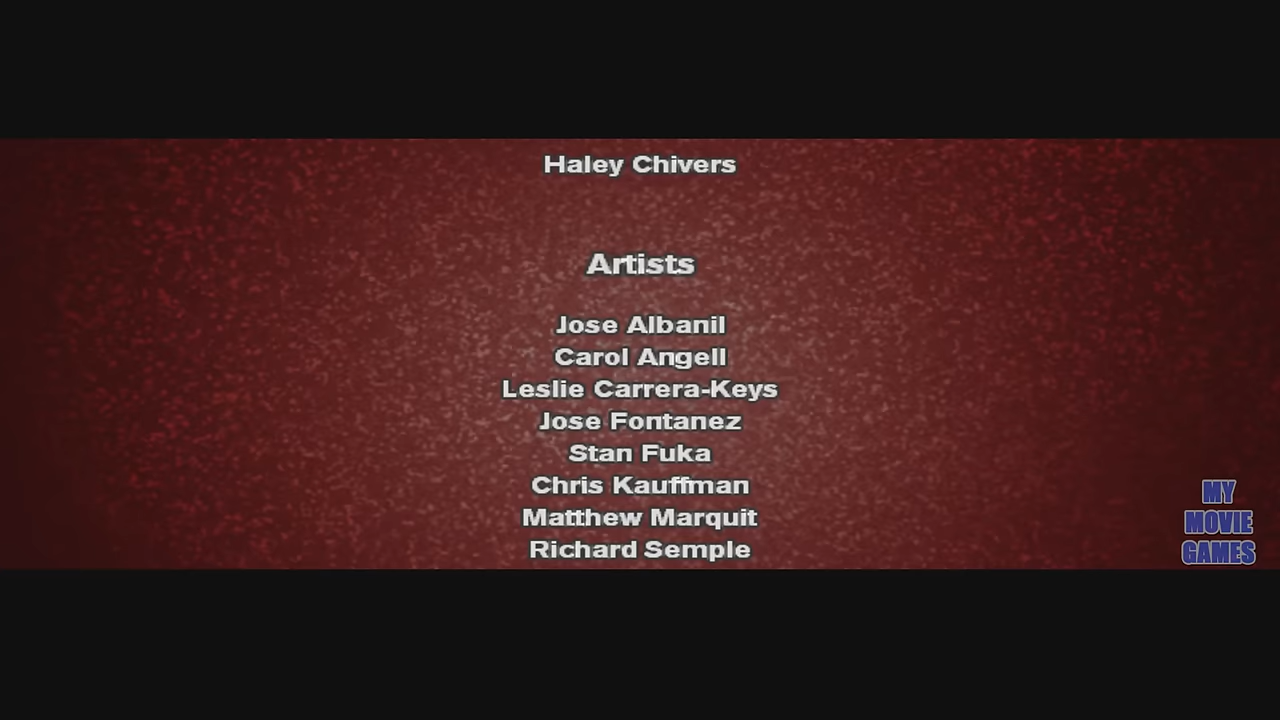 Haley Chivers
Artists
Jose Albanil
Carol Angell
Leslie Carrera-Keys
Jose Fontanez
Stan Fuka
Chris Kauffman
Matthew Marquit
Richard Semple
MY
MOVIE
GAMES